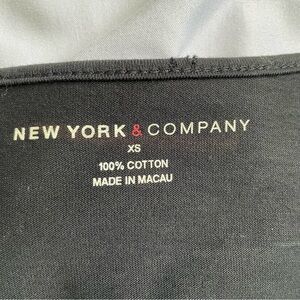 NEW YORK & COMPANY
XS
100% COTTON
MADE IN MACAU